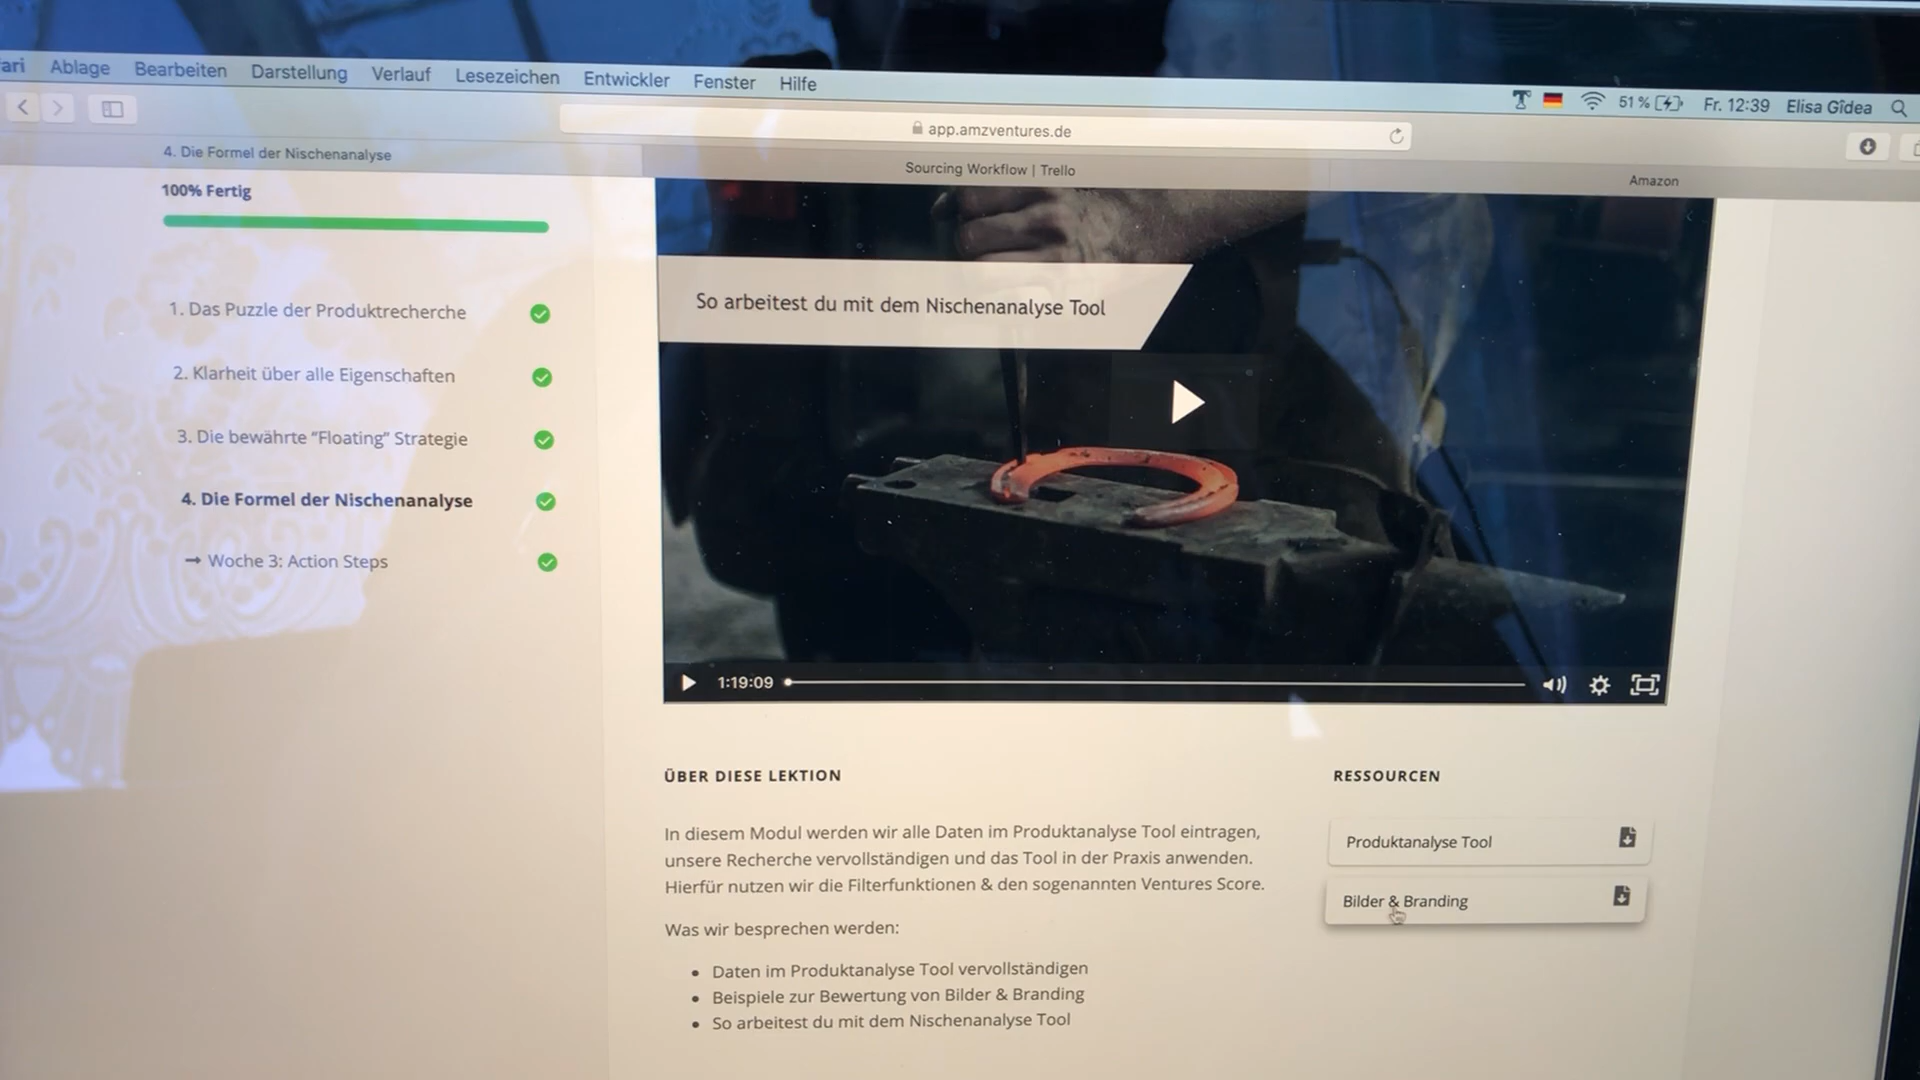 Ablage Bearbeiten Darstellung Verlauf Lesezeichen Entwickler Fenster Hilfe
51 % Fr. 12:39 Elisa Gîdea
app.amzventures.de
4. Die Formel der Nischenanalyse
Sourcing Workflow | Trello
Amazon
100% Fertig
1. Das Puzzle der Produktrecherche
2. Klarheit über alle Eigenschaften
3. Die bewährte “Floating” Strategie
4. Die Formel der Nischenanalyse
→ Woche 3: Action Steps
So arbeitest du mit dem Nischenanalyse Tool
1:19:09
ÜBER DIESE LEKTION
In diesem Modul werden wir alle Daten im Produktanalyse Tool eintragen,
unsere Recherche vervollständigen und das Tool in der Praxis anwenden.
Hierfür nutzen wir die Filterfunktionen & den sogenannten Ventures Score.
Was wir besprechen werden:
• Daten im Produktanalyse Tool vervollständigen
• Beispiele zur Bewertung von Bilder & Branding
• So arbeitest du mit dem Nischenanalyse Tool
RESSOURCEN
Produktanalyse Tool
Bilder & Branding